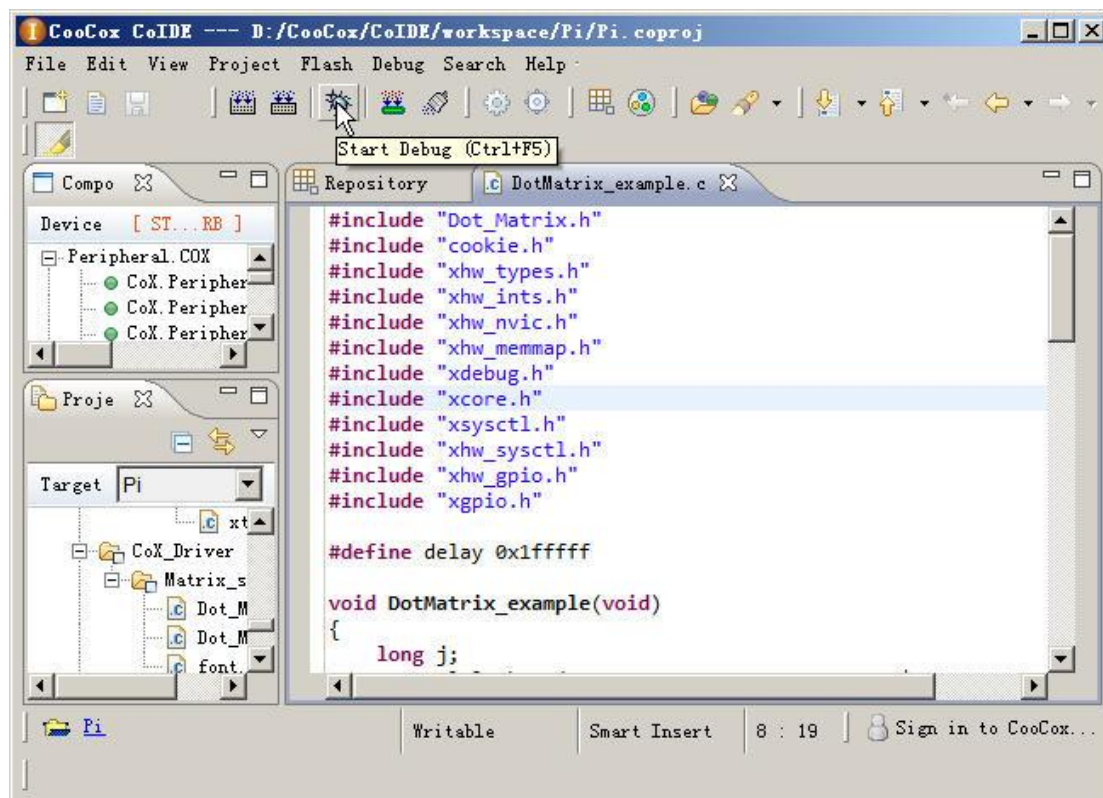 CooCox CoIDE --- D:/CooCox/CoIDE/workspace/Pi/Pi.coproj
File Edit View Project Flash Debug Search Help
Start Debug (Ctrl+F5)
Compo
Repository
DotMatrix_example.c
Device [ ST...RB ]
Peripheral.COX
CoX.Peripher
CoX.Peripher
CoX.Peripher
Proje
Target Pi
xt
CoX_Driver
Matrix_s
Dot_M
Dot_M
font.
#include "Dot_Matrix.h"
#include "cookie.h"
#include "xhw_types.h"
#include "xhw_ints.h"
#include "xhw_nvic.h"
#include "xhw_memmap.h"
#include "xdebug.h"
#include "xcore.h"
#include "xsysctl.h"
#include "xhw_sysctl.h"
#include "xhw_gpio.h"
#include "xgpio.h"
#define delay 0x1fffff
void DotMatrix_example(void)
{
long j;
Pi
Writable
Smart Insert
8 : 19
Sign in to CooCox...